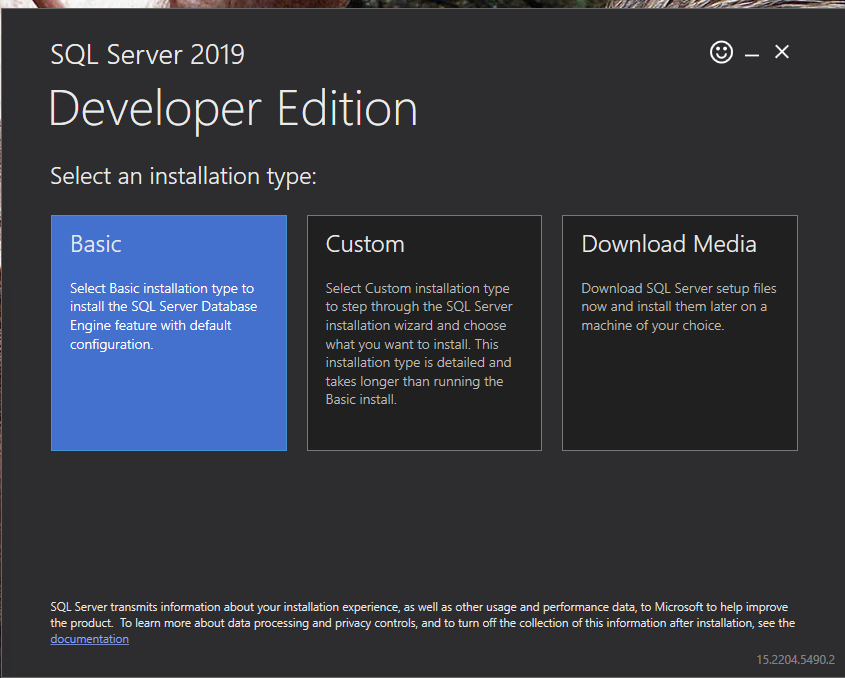 SQL Server 2019
Developer Edition
Select an installation type:
Basic
Select Basic installation type to
install the SQL Server Database
Engine feature with default
configuration.
Custom
Select Custom installation type
to step through the SQL Server
installation wizard and choose
what you want to install. This
installation type is detailed and
takes longer than running the
Basic install.
Download Media
Download SQL Server setup files
now and install them later on a
machine of your choice.
SQL Server transmits information about your installation experience, as well as other usage and performance data, to Microsoft to help improve
the product.  To learn more about data processing and privacy controls, and to turn off the collection of this information after installation, see the
documentation
15.2204.5490.2